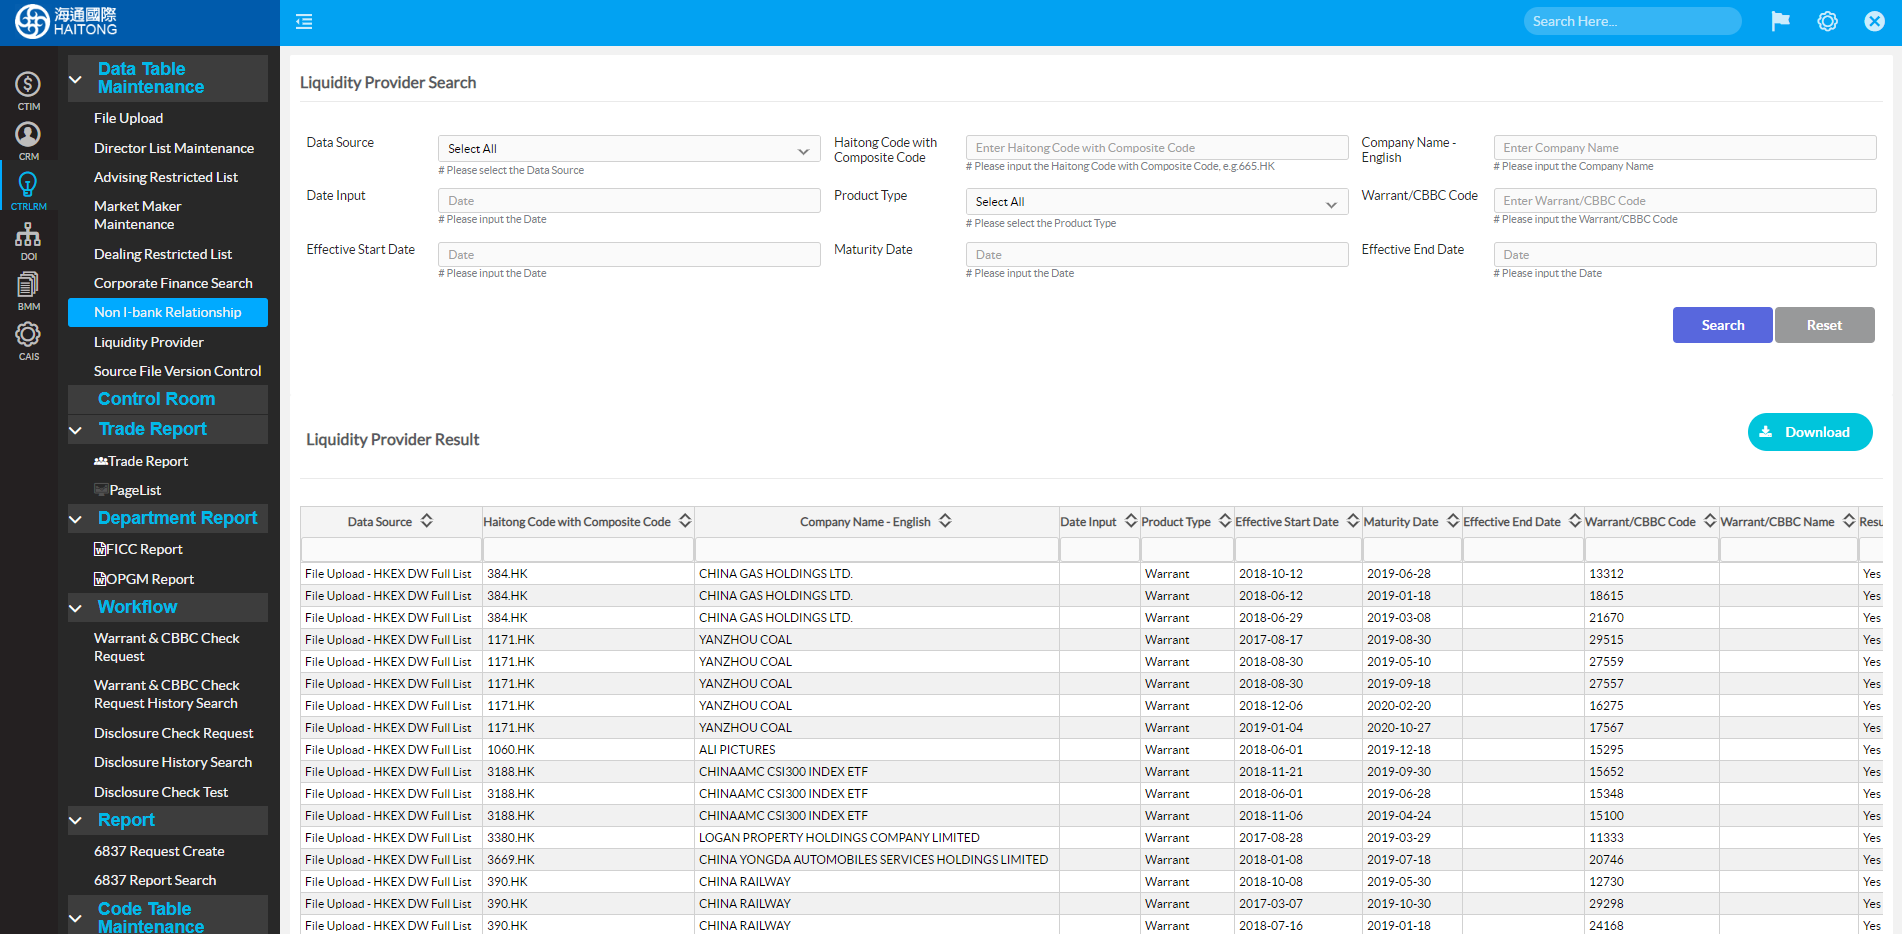 海通國際
HAITONG
Search Here...
CTIM
CRM
CTRLRM
DOI
BMM
CAIS
Data Table
Maintenance
File Upload
Director List Maintenance
Advising Restricted List
Market Maker
Maintenance
Dealing Restricted List
Corporate Finance Search
Non I-bank Relationship
Liquidity Provider
Source File Version Control
Control Room
Trade Report
Trade Report
PageList
Department Report
FICC Report
OPGM Report
Workflow
Warrant & CBBC Check
Request
Warrant & CBBC Check
Request History Search
Disclosure Check Request
Disclosure History Search
Disclosure Check Test
Report
6837 Request Create
6837 Report Search
Code Table
Maintenance
Liquidity Provider Search
Data Source
Select All
# Please select the Data Source
Haitong Code with
Composite Code
Enter Haitong Code with Composite Code
# Please input the Haitong Code with Composite Code, e.g.665.HK
Company Name -
English
Enter Company Name
# Please input the Company Name
Date Input
Date
# Please input the Date
Product Type
Select All
# Please select the Product Type
Warrant/CBBC Code
Enter Warrant/CBBC Code
# Please input the Warrant/CBBC Code
Effective Start Date
Date
# Please input the Date
Maturity Date
Date
# Please input the Date
Effective End Date
Date
# Please input the Date
Search Reset
Liquidity Provider Result
Download
Data Source Haitong Code with Composite Code Company Name - English Date Input Product Type Effective Start Date Maturity Date Effective End Date Warrant/CBBC Code Warrant/CBBC Name Resu
File Upload - HKEX DW Full List 384.HK CHINA GAS HOLDINGS LTD. Warrant 2018-10-12 2019-06-28 13312 Yes
File Upload - HKEX DW Full List 384.HK CHINA GAS HOLDINGS LTD. Warrant 2018-06-12 2019-01-18 18615 Yes
File Upload - HKEX DW Full List 384.HK CHINA GAS HOLDINGS LTD. Warrant 2018-06-29 2019-03-08 21670 Yes
File Upload - HKEX DW Full List 1171.HK YANZHOU COAL Warrant 2017-08-17 2019-08-30 29515 Yes
File Upload - HKEX DW Full List 1171.HK YANZHOU COAL Warrant 2018-08-30 2019-05-10 27559 Yes
File Upload - HKEX DW Full List 1171.HK YANZHOU COAL Warrant 2018-08-30 2019-09-18 27557 Yes
File Upload - HKEX DW Full List 1171.HK YANZHOU COAL Warrant 2018-12-06 2020-02-20 16275 Yes
File Upload - HKEX DW Full List 1171.HK YANZHOU COAL Warrant 2019-01-04 2020-10-27 17567 Yes
File Upload - HKEX DW Full List 1060.HK ALI PICTURES Warrant 2018-06-01 2019-12-18 15295 Yes
File Upload - HKEX DW Full List 3188.HK CHINAAMC CSI300 INDEX ETF Warrant 2018-11-21 2019-09-30 15652 Yes
File Upload - HKEX DW Full List 3188.HK CHINAAMC CSI300 INDEX ETF Warrant 2018-06-01 2019-06-28 15348 Yes
File Upload - HKEX DW Full List 3188.HK CHINAAMC CSI300 INDEX ETF Warrant 2018-11-06 2019-04-24 15100 Yes
File Upload - HKEX DW Full List 3380.HK LOGAN PROPERTY HOLDINGS COMPANY LIMITED Warrant 2017-08-28 2019-03-29 11333 Yes
File Upload - HKEX DW Full List 3669.HK CHINA YONGDA AUTOMOBILES SERVICES HOLDINGS LIMITED Warrant 2018-01-08 2019-07-18 20746 Yes
File Upload - HKEX DW Full List 390.HK CHINA RAILWAY Warrant 2018-10-08 2019-05-30 12730 Yes
File Upload - HKEX DW Full List 390.HK CHINA RAILWAY Warrant 2017-03-07 2019-10-30 29298 Yes
File Upload - HKEX DW Full List 390.HK CHINA RAILWAY Warrant 2018-07-16 2019-01-18 24168 Yes